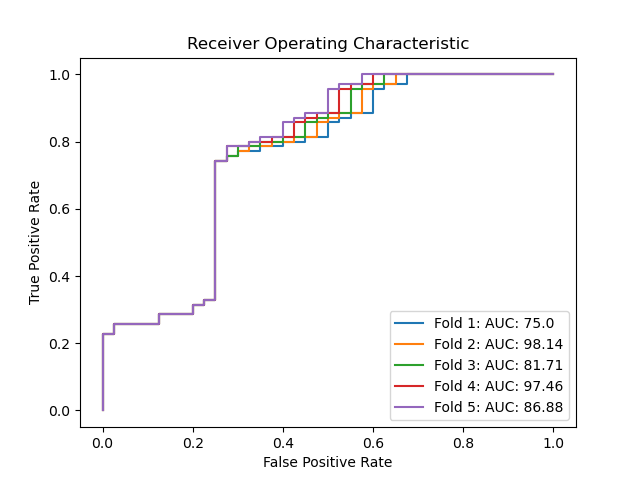 Receiver Operating Characteristic
1.0
0.8
0.6
0.4
0.2
0.0
True Positive Rate
Fold 1: AUC: 75.0
Fold 2: AUC: 98.14
Fold 3: AUC: 81.71
Fold 4: AUC: 97.46
Fold 5: AUC: 86.88
0.0 0.2 0.4 0.6 0.8 1.0
False Positive Rate